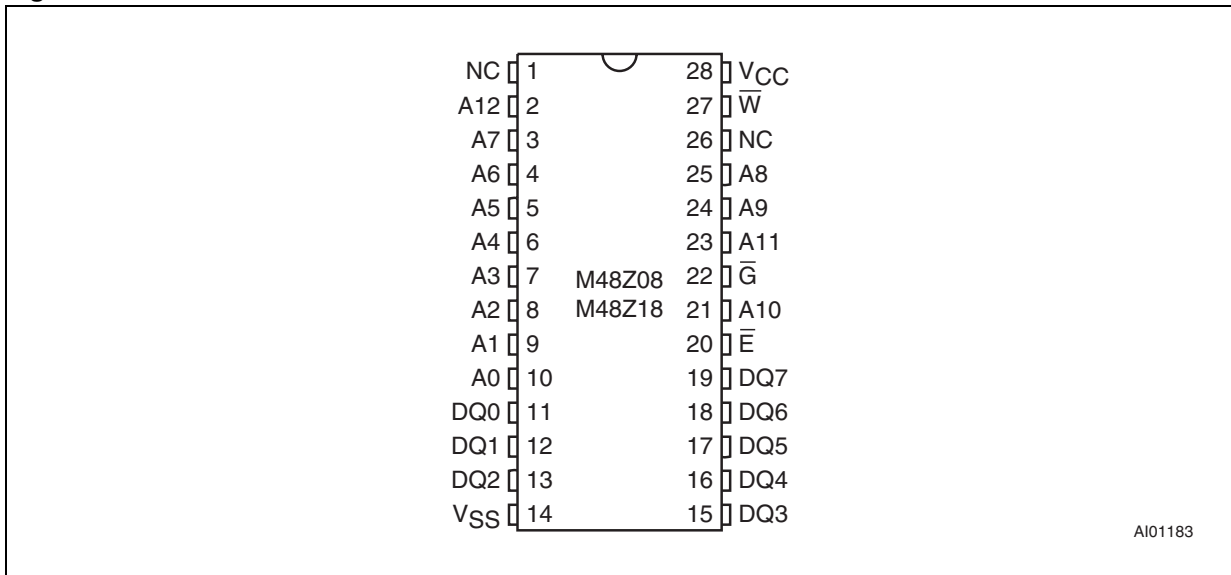 NC 1 28 VCC
A12 2 27 W̅
A7 3 26 NC
A6 4 25 A8
A5 5 24 A9
A4 6 23 A11
A3 7 M48Z08 22 G̅
A2 8 M48Z18 21 A10
A1 9 20 E̅
A0 10 19 DQ7
DQ0 11 18 DQ6
DQ1 12 17 DQ5
DQ2 13 16 DQ4
VSS 14 15 DQ3
AI01183